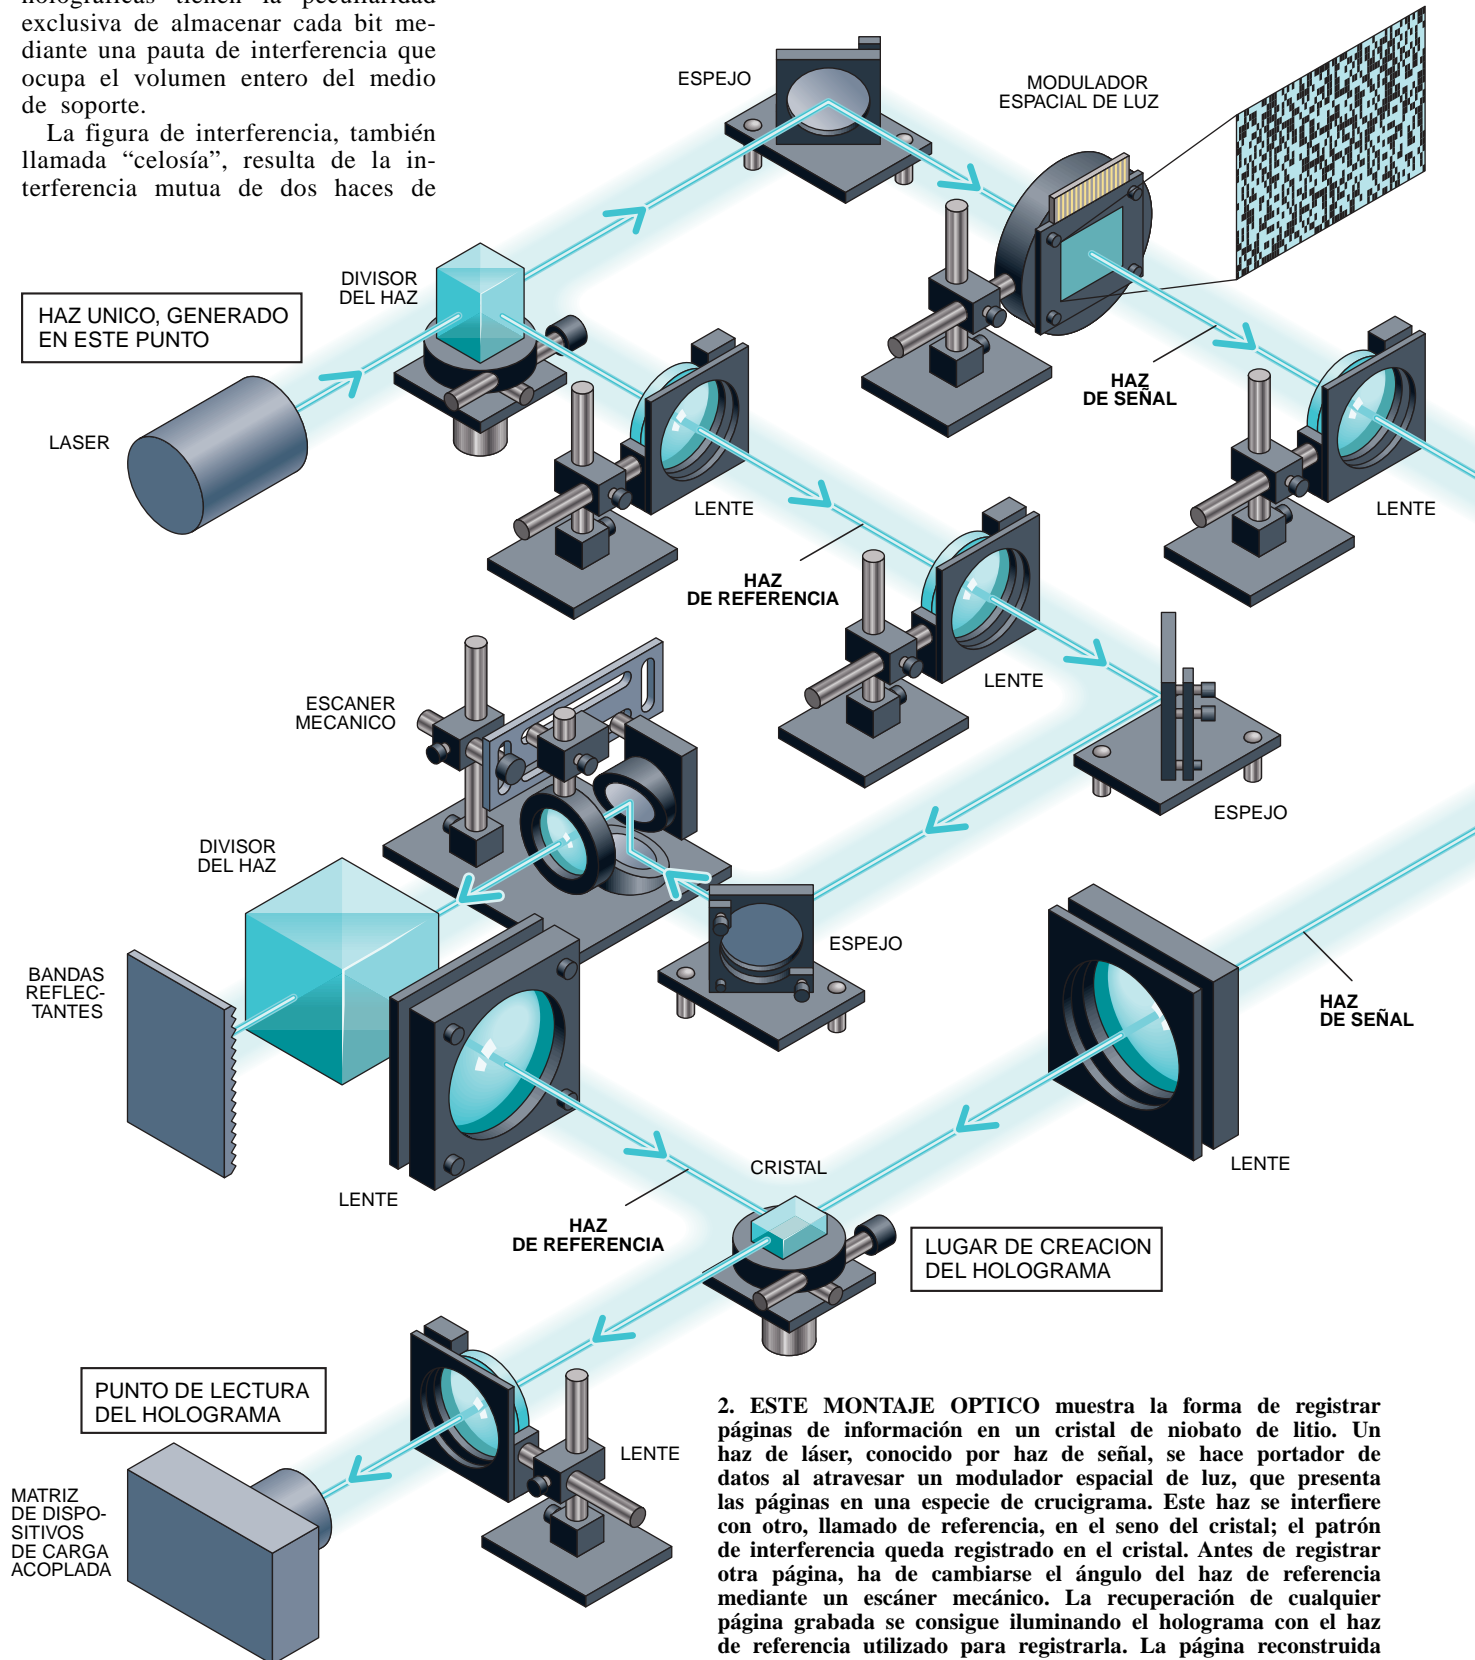 holográficas tienen la peculiaridad
exclusiva de almacenar cada bit me-
diante una pauta de interferencia que
ocupa el volumen entero del medio
de soporte.
La figura de interferencia, también
llamada “celosía”, resulta de la in-
terferencia mutua de dos haces de
ESPEJO
MODULADOR
ESPACIAL DE LUZ
DIVISOR
DEL HAZ
HAZ UNICO, GENERADO
EN ESTE PUNTO
LASER
HAZ
DE SEÑAL
LENTE
LENTE
HAZ
DE REFERENCIA
LENTE
ESCANER
MECANICO
ESPEJO
DIVISOR
DEL HAZ
ESPEJO
BANDAS
REFLEC-
TANTES
HAZ
DE SEÑAL
LENTE
CRISTAL
LENTE
HAZ
DE REFERENCIA
LUGAR DE CREACION
DEL HOLOGRAMA
PUNTO DE LECTURA
DEL HOLOGRAMA
LENTE
MATRIZ
DE DISPO-
SITIVOS
DE CARGA
ACOPLADA
2. ESTE MONTAJE OPTICO muestra la forma de registrar
páginas de información en un cristal de niobato de litio. Un
haz de láser, conocido por haz de señal, se hace portador de
datos al atravesar un modulador espacial de luz, que presenta
las páginas en una especie de crucigrama. Este haz se interfiere
con otro, llamado de referencia, en el seno del cristal; el patrón
de interferencia queda registrado en el cristal. Antes de registrar
otra página, ha de cambiarse el ángulo del haz de referencia
mediante un escáner mecánico. La recuperación de cualquier
página grabada se consigue iluminando el holograma con el haz
de referencia utilizado para registrarla. La página reconstruida